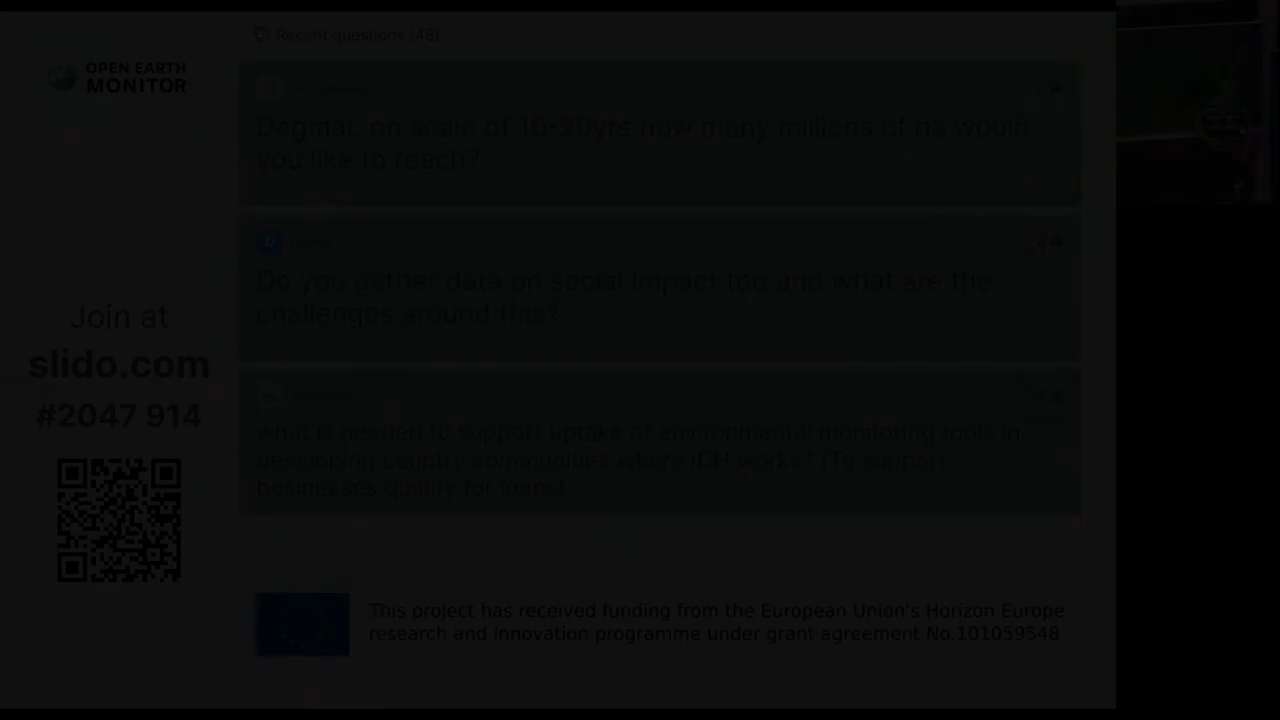 Recent questions (48)
OPEN EARTH
MONITOR
Dagmar, on scale of 10-20yrs how many millions of ha would
you like to reach?
Do you gather data on social impact too and what are the
challenges around this?
Join at
slido.com
#2047 914
what is needed to support uptake of environmental monitoring tools in
developing country communities where IDH works? (To support
businesses qualify for loans)
This project has received funding from the European Union's Horizon Europe
research and Innovation programme under grant agreement No.101059548.